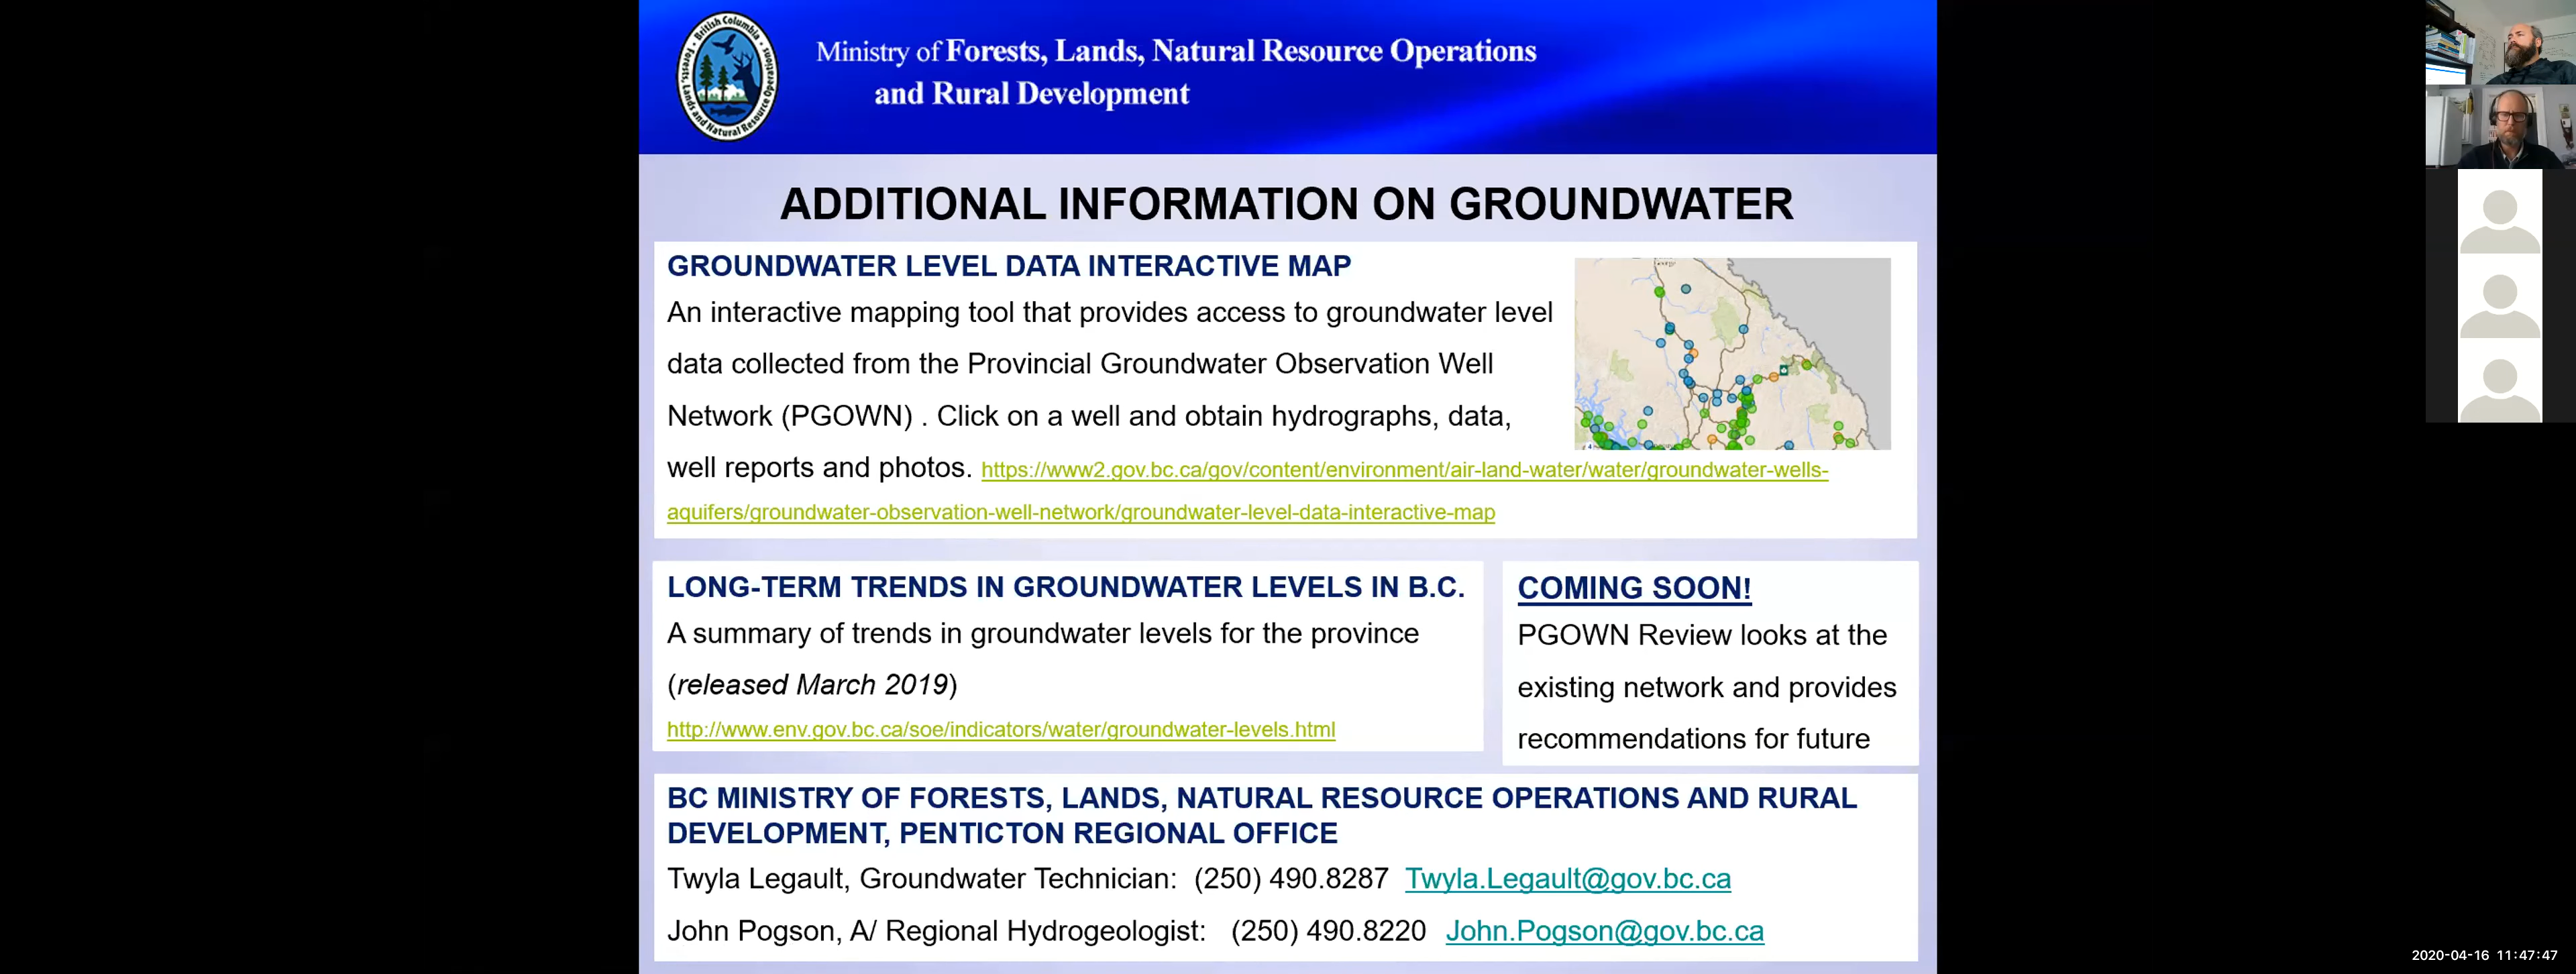 British Columbia
Forests, Lands and Natural Resource Operations
Ministry of Forests, Lands, Natural Resource Operations
and Rural Development
ADDITIONAL INFORMATION ON GROUNDWATER
GROUNDWATER LEVEL DATA INTERACTIVE MAP
An interactive mapping tool that provides access to groundwater level
data collected from the Provincial Groundwater Observation Well
Network (PGOWN) . Click on a well and obtain hydrographs, data,
well reports and photos. https://www2.gov.bc.ca/gov/content/environment/air-land-water/water/groundwater-wells-
aquifers/groundwater-observation-well-network/groundwater-level-data-interactive-map
LONG-TERM TRENDS IN GROUNDWATER LEVELS IN B.C.
A summary of trends in groundwater levels for the province
(released March 2019)
http://www.env.gov.bc.ca/soe/indicators/water/groundwater-levels.html
COMING SOON!
PGOWN Review looks at the
existing network and provides
recommendations for future
BC MINISTRY OF FORESTS, LANDS, NATURAL RESOURCE OPERATIONS AND RURAL
DEVELOPMENT, PENTICTON REGIONAL OFFICE
Twyla Legault, Groundwater Technician: (250) 490.8287 Twyla.Legault@gov.bc.ca
John Pogson, A/ Regional Hydrogeologist: (250) 490.8220 John.Pogson@gov.bc.ca
2020-04-16 11:47:47